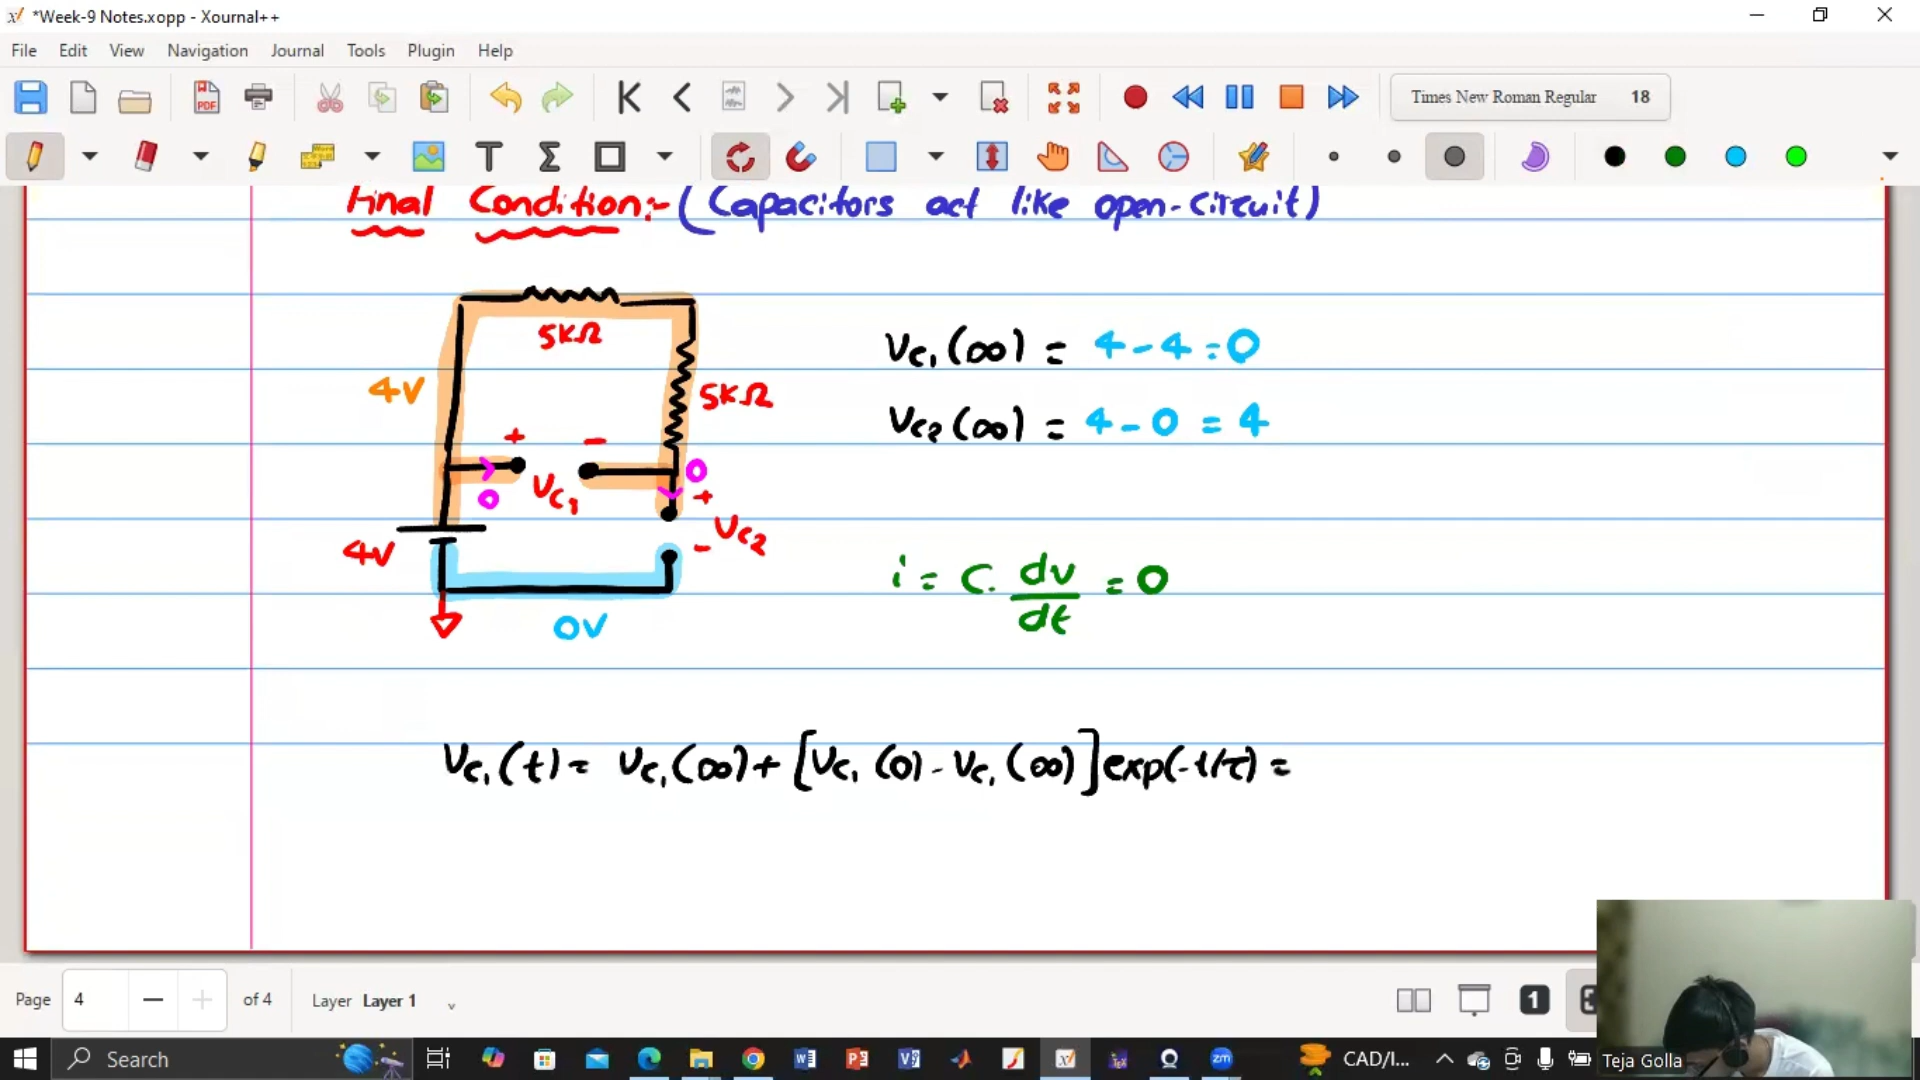 *Week-9 Notes.xopp - Xournal++
File Edit View Navigation Journal Tools Plugin Help
Times New Roman Regular 18
Final Condition:- (Capacitors act like open-circuit)
5KΩ
Vc₁(∞) = 4 - 4 = 0
4V
5KΩ
Vc₂(∞) = 4 - 0 = 4
+ -
0
0 Vc₁
+
Vc₂
-
4V
i = C. dv/dt = 0
0V
Vc₁(t) = Vc₁(∞) + [Vc₁(0) - Vc₁(∞)] exp(-t/τ) =
Page 4 of 4 Layer Layer 1
1
Search
CAD/I...
Teja Golla